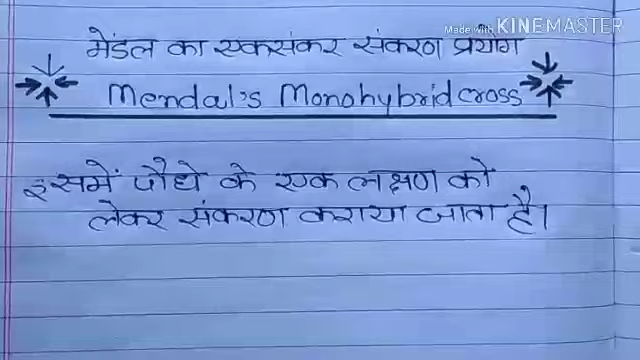 Made with KINEMASTER
मेंडल का एकसंकर संकरण प्रयोग
Mendal's Monohybrid cross
इसमें पौधे के एक लक्षण को
लेकर संकरण कराया जाता है।